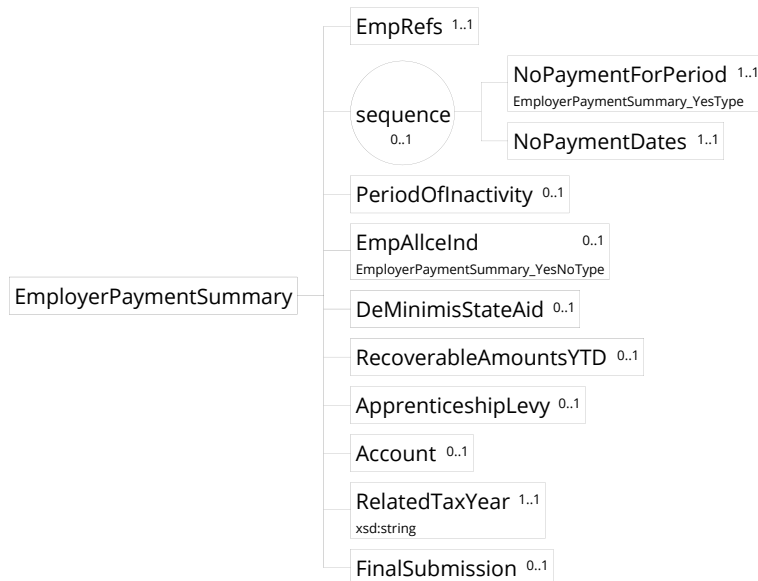 EmpRefs 1..1
NoPaymentForPeriod 1..1
EmployerPaymentSummary_YesType
sequence
0..1
NoPaymentDates 1..1
PeriodOfInactivity 0..1
EmpAllceInd 0..1
EmployerPaymentSummary_YesNoType
EmployerPaymentSummary
DeMinimisStateAid 0..1
RecoverableAmountsYTD 0..1
ApprenticeshipLevy 0..1
Account 0..1
RelatedTaxYear 1..1
xsd:string
FinalSubmission 0..1